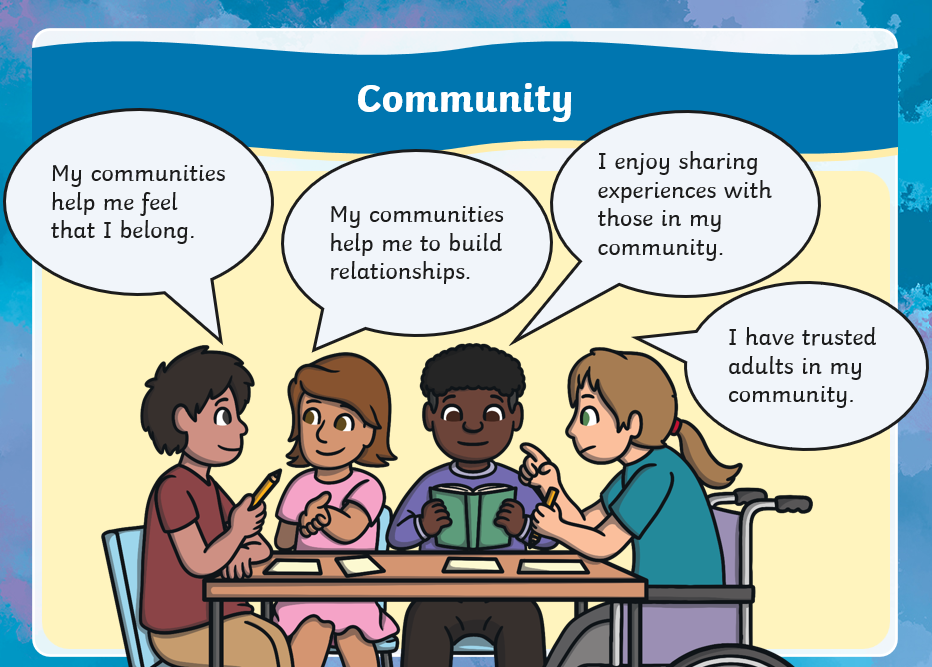 Community
My communities
help me feel
that I belong.
My communities
help me to build
relationships.
I enjoy sharing
experiences with
those in my
community.
I have trusted
adults in my
community.